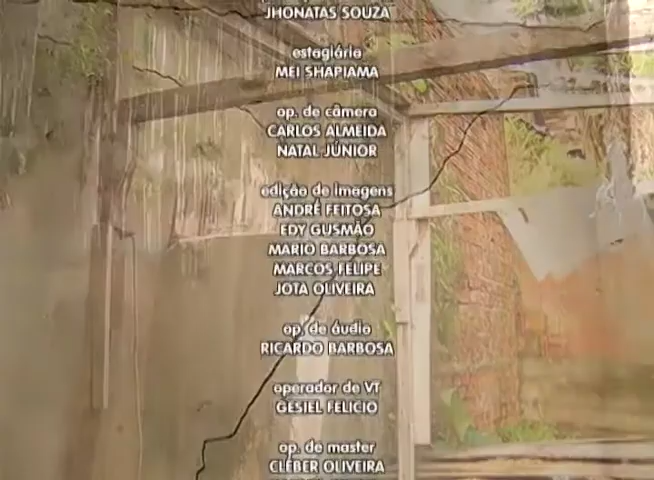 JHONATAS SOUZA
estagiário
MEI SHAPIAMA
op. de câmera
CARLOS ALMEIDA
NATAL JÚNIOR
edição de imagens
ANDRÉ FEITOSA
EDY GUSMÃO
MARIO BARBOSA
MARCOS FELIPE
JOTA OLIVEIRA
op. de áudio
RICARDO BARBOSA
operador de VT
GESIEL FELICIO
op. de master
CLÉBER OLIVEIRA